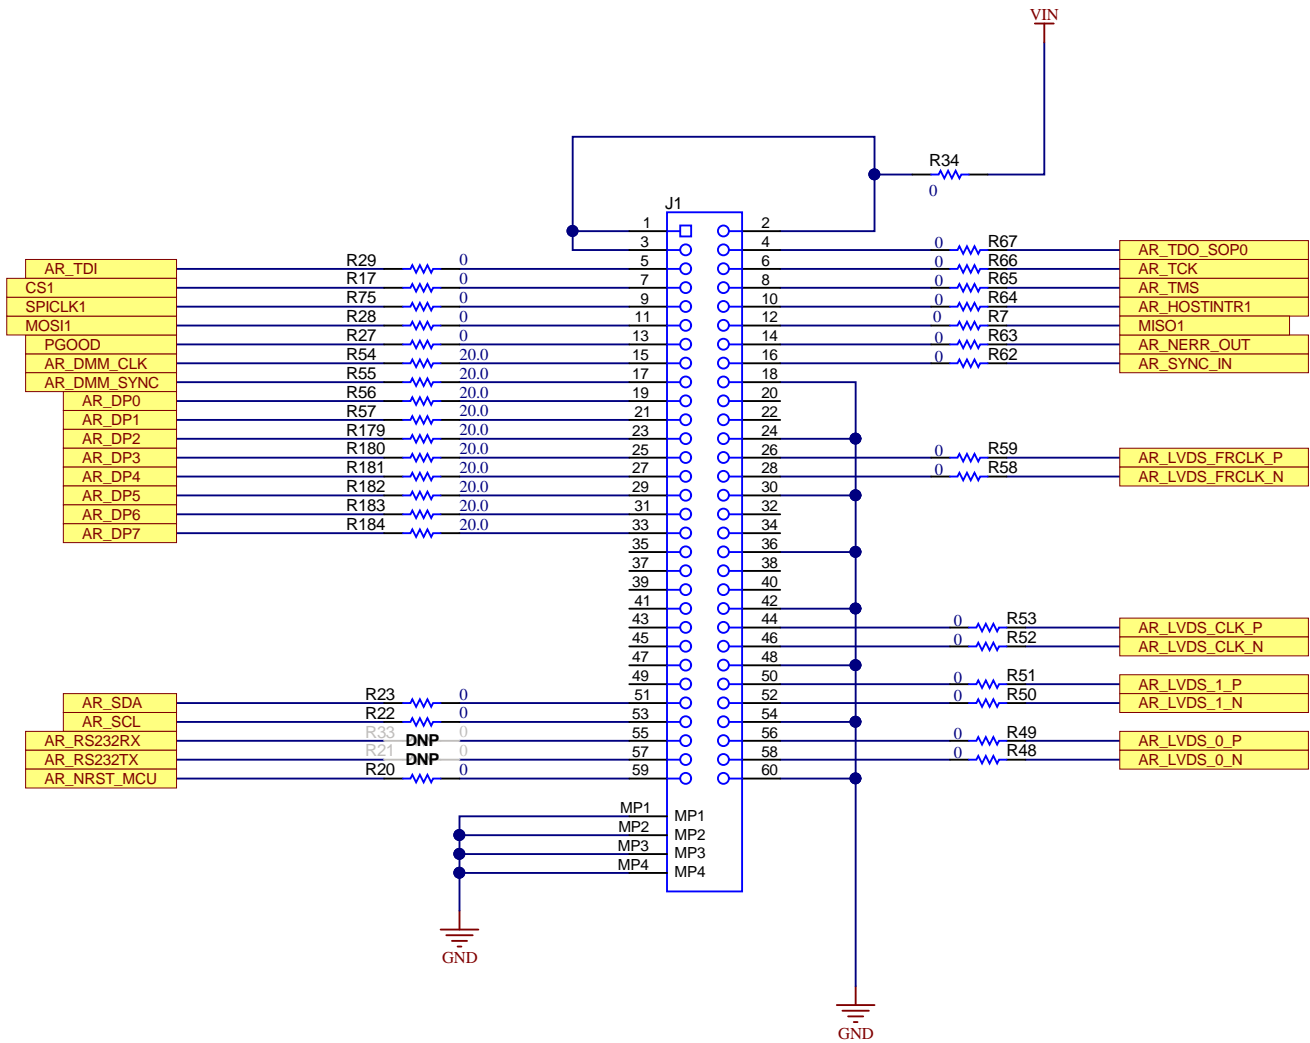 VIN
R34
0
J1
1 2
3 4 0 R67 AR_TDO_SOP0
AR_TDI R29 0 5 6 0 R66 AR_TCK
CS1 R17 0 7 8 0 R65 AR_TMS
SPICLK1 R75 0 9 10 0 R64 AR_HOSTINTR1
MOSI1 R28 0 11 12 0 R7 MISO1
PGOOD R27 0 13 14 0 R63 AR_NERR_OUT
AR_DMM_CLK R54 20.0 15 16 0 R62 AR_SYNC_IN
AR_DMM_SYNC R55 20.0 17 18
AR_DP0 R56 20.0 19 20
AR_DP1 R57 20.0 21 22
AR_DP2 R179 20.0 23 24
AR_DP3 R180 20.0 25 26 0 R59 AR_LVDS_FRCLK_P
AR_DP4 R181 20.0 27 28 0 R58 AR_LVDS_FRCLK_N
AR_DP5 R182 20.0 29 30
AR_DP6 R183 20.0 31 32
AR_DP7 R184 20.0 33 34
35 36
37 38
39 40
41 42
43 44 0 R53 AR_LVDS_CLK_P
45 46 0 R52 AR_LVDS_CLK_N
47 48
49 50 0 R51 AR_LVDS_1_P
AR_SDA R23 0 51 52 0 R50 AR_LVDS_1_N
AR_SCL R22 0 53 54
AR_RS232RX R33 DNP 0 55 56 0 R49 AR_LVDS_0_P
AR_RS232TX R21 DNP 0 57 58 0 R48 AR_LVDS_0_N
AR_NRST_MCU R20 0 59 60
MP1 MP1
MP2 MP2
MP3 MP3
MP4 MP4
GND
GND